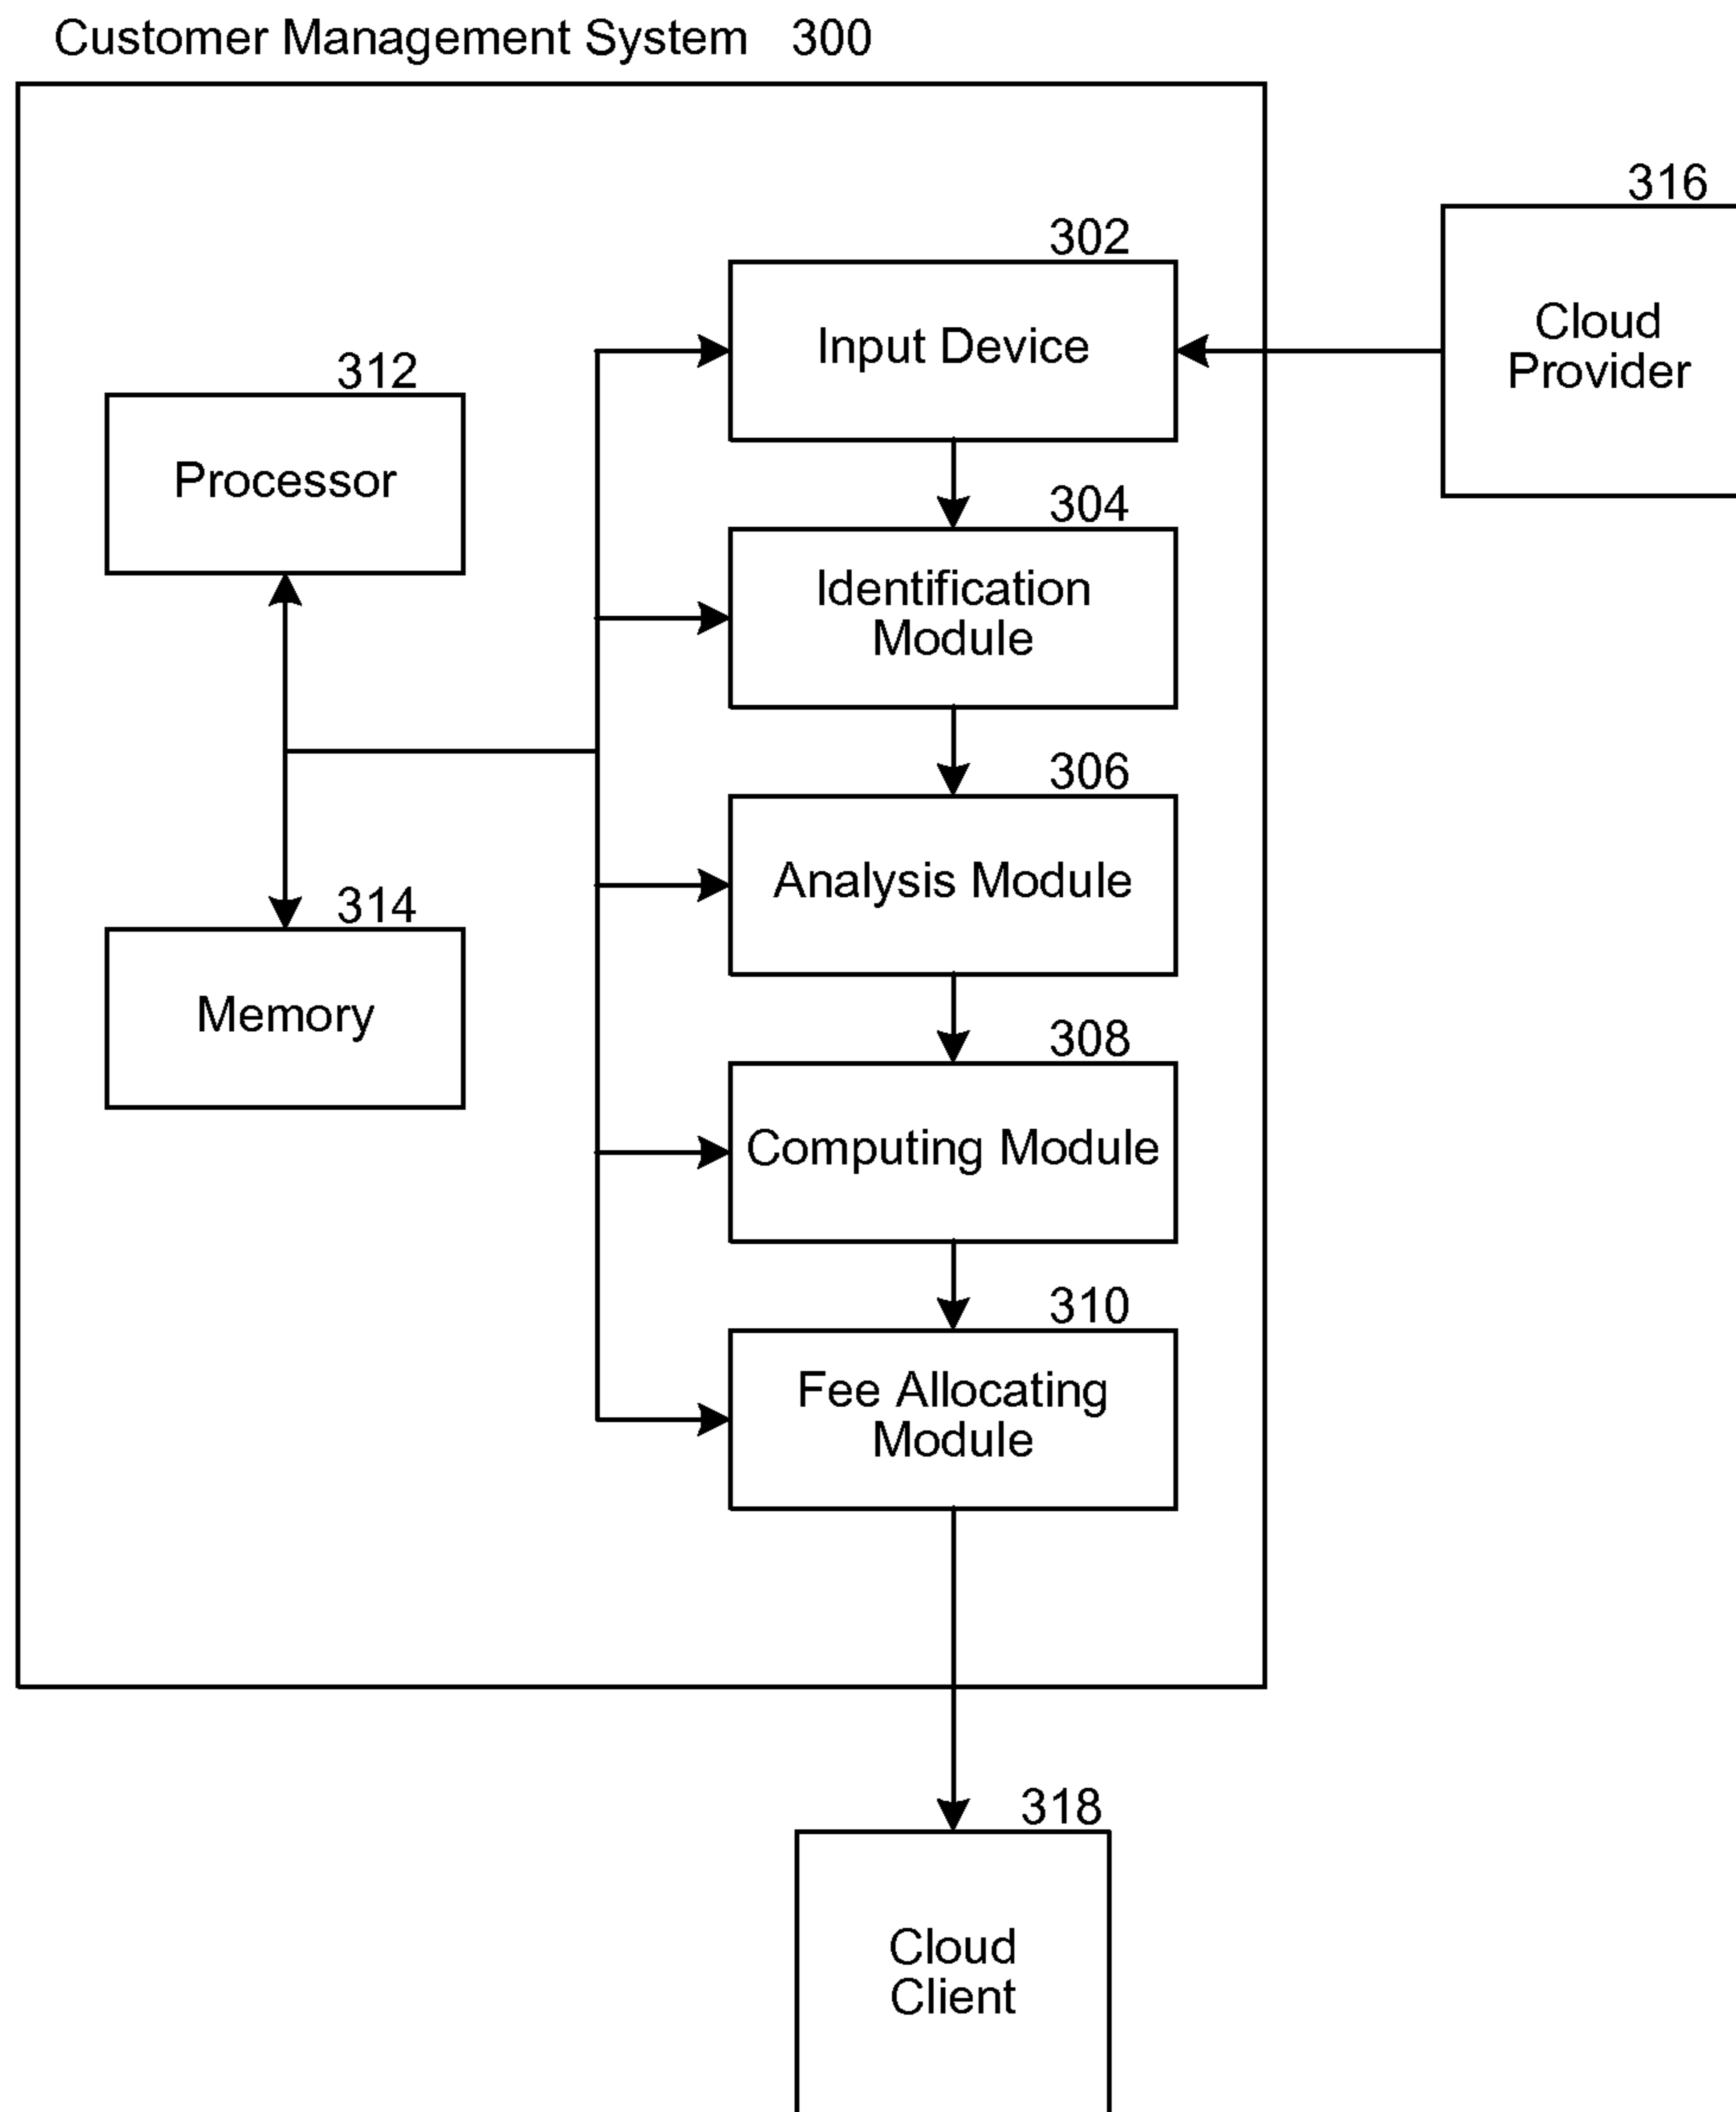 Customer Management System 300
316
Cloud
Provider
302
Input Device
312
Processor
304
Identification
Module
306
Analysis Module
314
Memory
308
Computing Module
310
Fee Allocating
Module
318
Cloud
Client